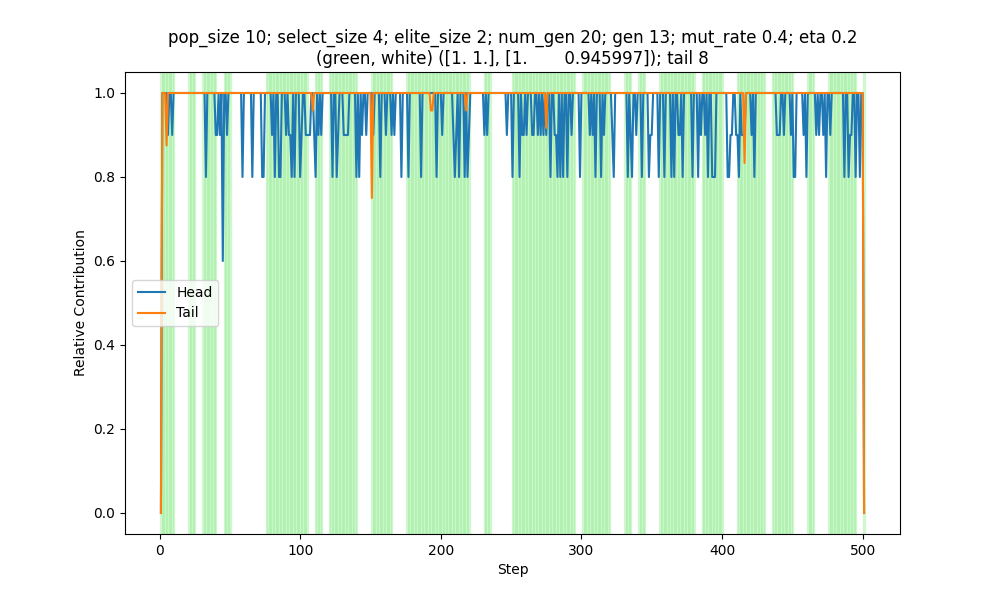 pop_size 10; select_size 4; elite_size 2; num_gen 20; gen 13; mut_rate 0.4; eta 0.2
(green, white) ([1. 1.], [1.       0.945997]); tail 8
1.0
0.8
0.6
0.4
0.2
0.0
Relative Contribution
Head
Tail
0
100
200
300
400
500
Step